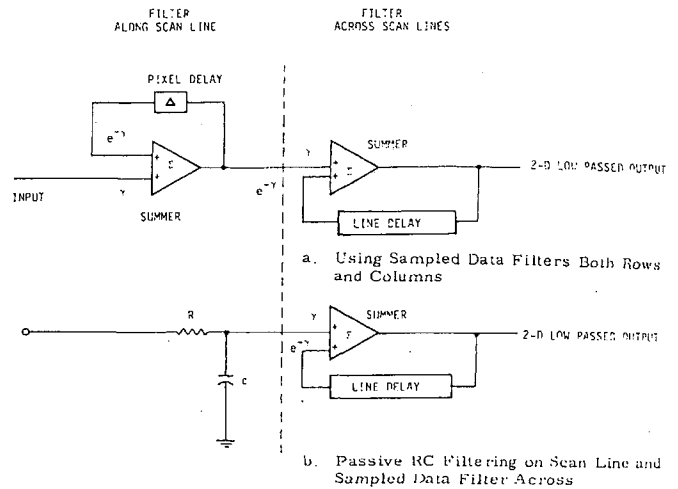 FILTER
ALONG SCAN LINE
FILTER
ACROSS SCAN LINES
PIXEL DELAY
Δ
e⁻ᵞ
+
+
Σ
γ
INPUT
SUMMER
γ
e⁻ᵞ
SUMMER
+
+
Σ
2-D LOW PASSED OUTPUT
LINE DELAY
a. Using Sampled Data Filters Both Rows
and Columns
R
C
γ
e⁻ᵞ
SUMMER
+
+
Σ
2-D LOW PASSED OUTPUT
LINE DELAY
b. Passive RC Filtering on Scan Line and
Sampled Data Filter Across